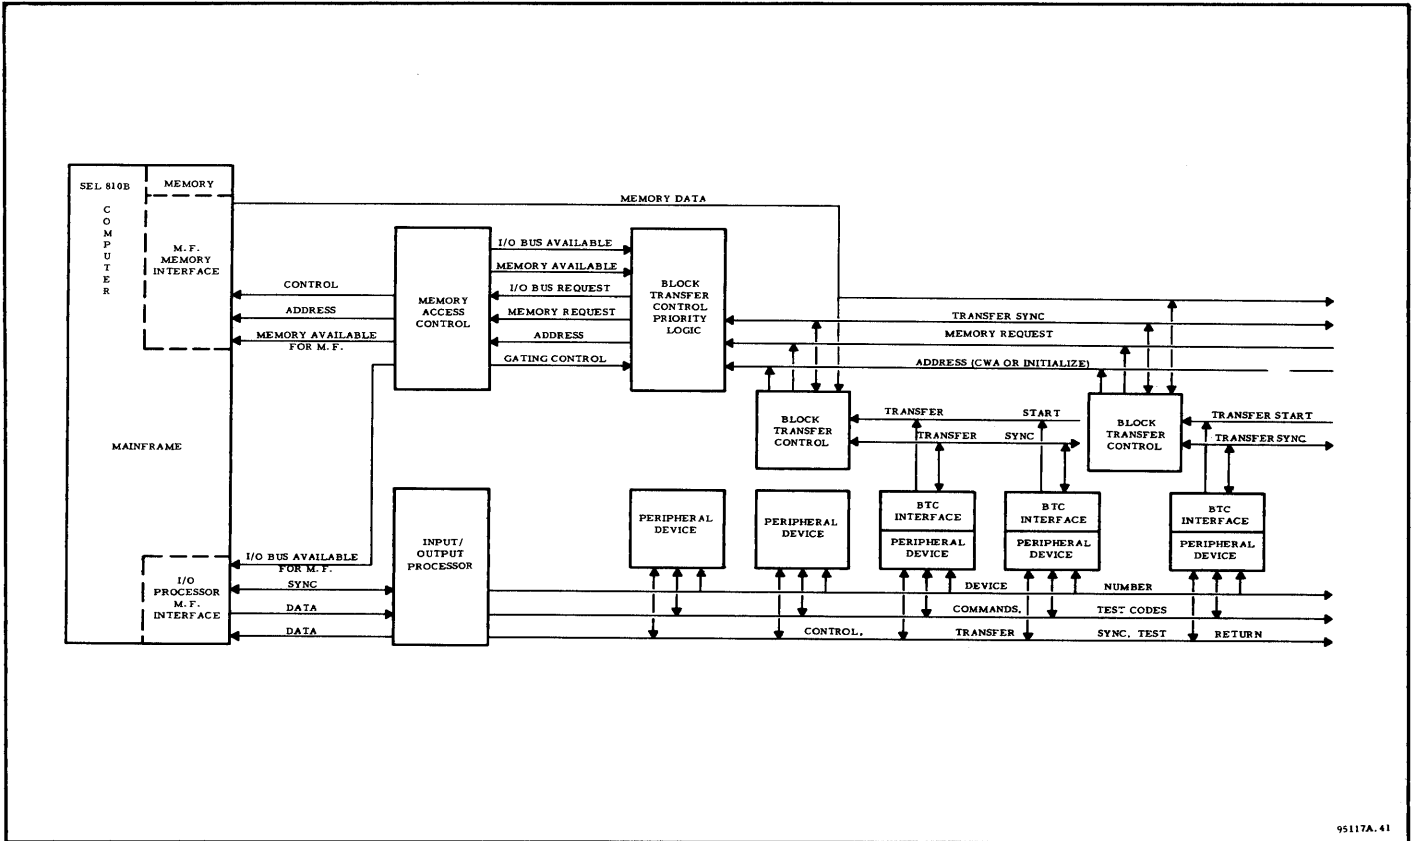 SEL 810B
COMPUTER
MEMORY
M. F.
MEMORY
INTERFACE
MAINFRAME
I/O
PROCESSOR
M. F.
INTERFACE
MEMORY DATA
CONTROL
ADDRESS
MEMORY AVAILABLE
FOR M. F.
MEMORY
ACCESS
CONTROL
I/O BUS AVAILABLE
MEMORY AVAILABLE
I/O BUS REQUEST
MEMORY REQUEST
ADDRESS
GATING CONTROL
BLOCK
TRANSFER
CONTROL
PRIORITY
LOGIC
TRANSFER SYNC
MEMORY REQUEST
ADDRESS (CWA OR INITIALIZE)
BLOCK
TRANSFER
CONTROL
TRANSFER START
TRANSFER SYNC
BLOCK
TRANSFER
CONTROL
TRANSFER START
TRANSFER SYNC
I/O BUS AVAILABLE
FOR M. F.
SYNC
DATA
DATA
INPUT/
OUTPUT
PROCESSOR
PERIPHERAL
DEVICE
PERIPHERAL
DEVICE
BTC
INTERFACE
PERIPHERAL
DEVICE
BTC
INTERFACE
PERIPHERAL
DEVICE
BTC
INTERFACE
PERIPHERAL
DEVICE
DEVICE NUMBER
COMMANDS, TEST CODES
CONTROL, TRANSFER SYNC, TEST RETURN
95117A.41